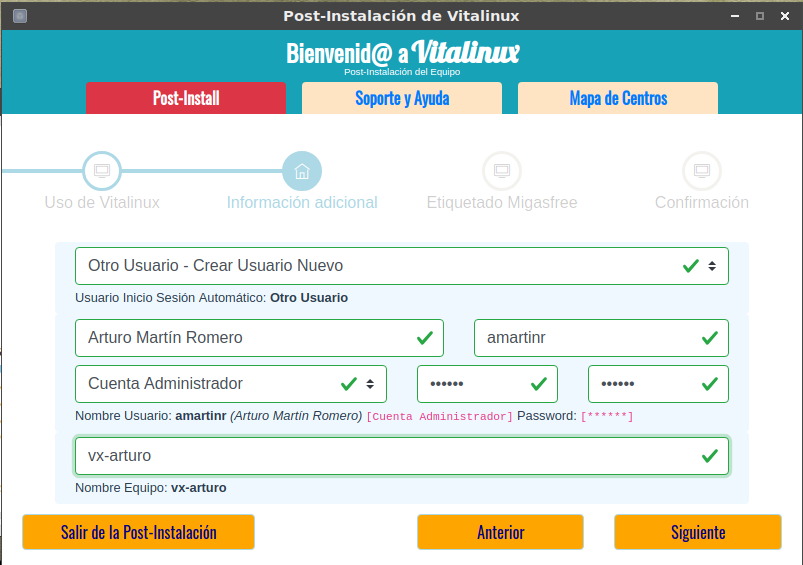 Post-Instalación de Vitalinux
Bienvenid@ a Vitalinux
Post-Instalación del Equipo
Post-Install Soporte y Ayuda Mapa de Centros
Uso de Vitalinux Información adicional Etiquetado Migasfree Confirmación
Otro Usuario - Crear Usuario Nuevo
Usuario Inicio Sesión Automático: Otro Usuario
Arturo Martín Romero amartinr
Cuenta Administrador •••••• ••••••
Nombre Usuario: amartinr (Arturo Martín Romero) [Cuenta Administrador] Password: [******]
vx-arturo
Nombre Equipo: vx-arturo
Salir de la Post-Instalación Anterior Siguiente